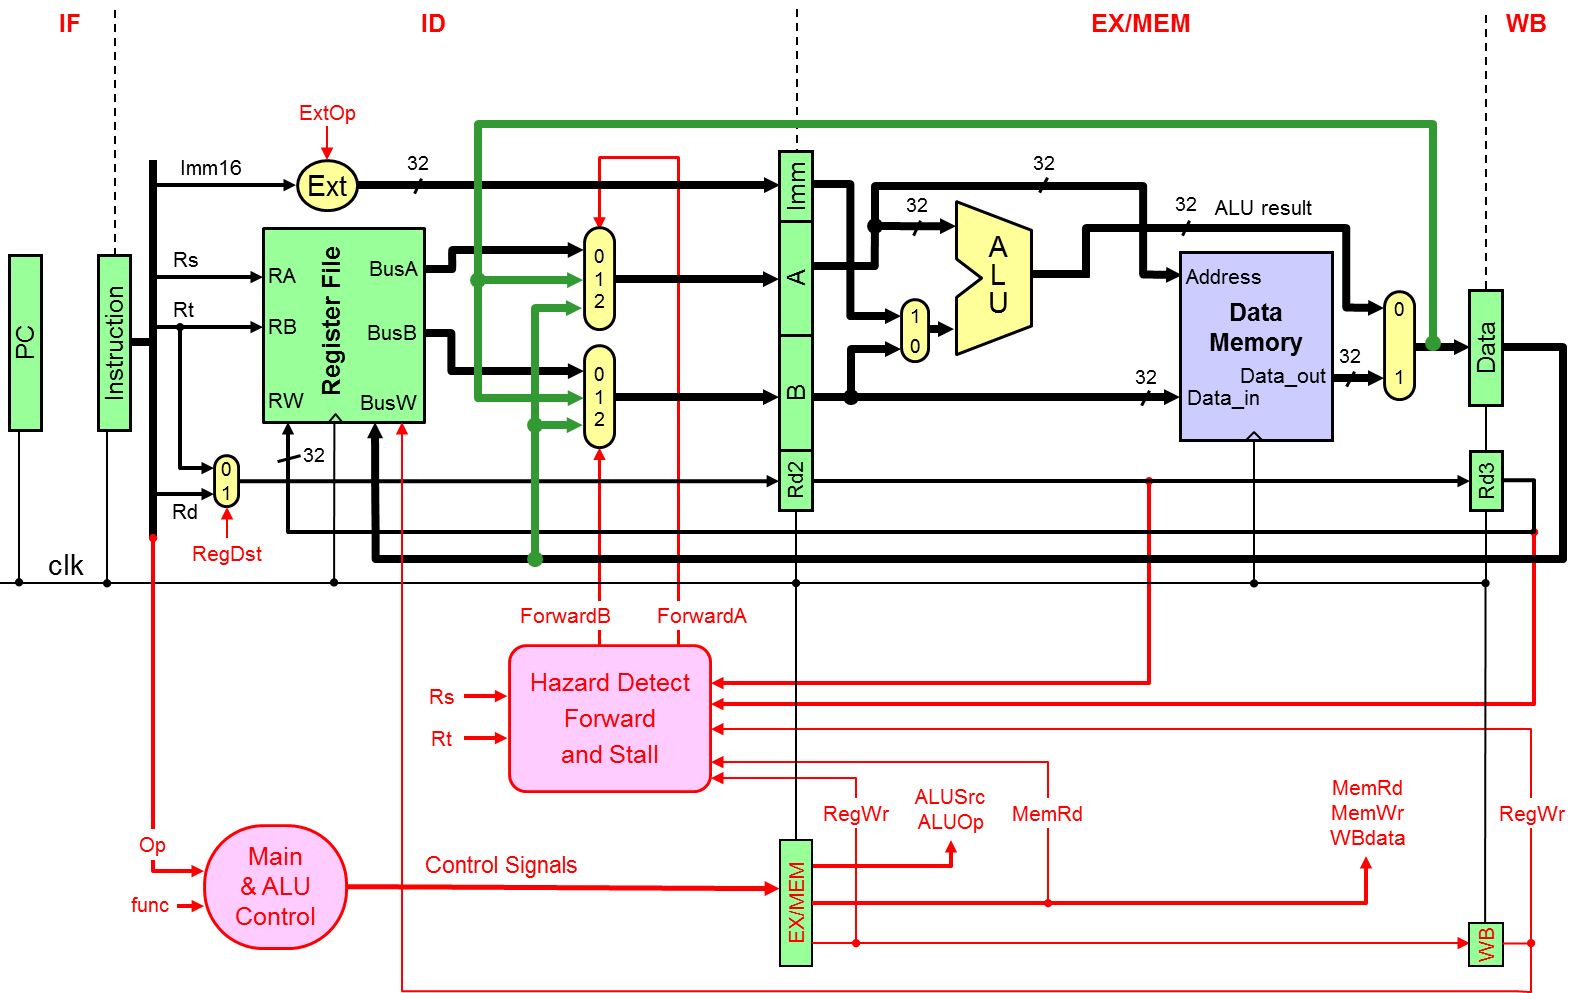 IF
ID
EX/MEM
WB
ExtOp
Imm16
Ext
32
32
Imm
32
32
ALU result
ALU
PC
Instruction
Rs
Rt
RA
RB
RW
Register File
BusA
BusB
BusW
0
1
2
0
1
2
A
B
1
0
Address
Data
Memory
Data_out
Data_in
32
32
0
1
Data
32
0
1
Rd
RegDst
Rd2
Rd3
clk
ForwardB
ForwardA
Hazard Detect
Forward
and Stall
Rs
Rt
RegWr
ALUSrc
ALUOp
MemRd
MemRd
MemWr
WBdata
RegWr
Op
func
Main
& ALU
Control
Control Signals
EX/MEM
WB